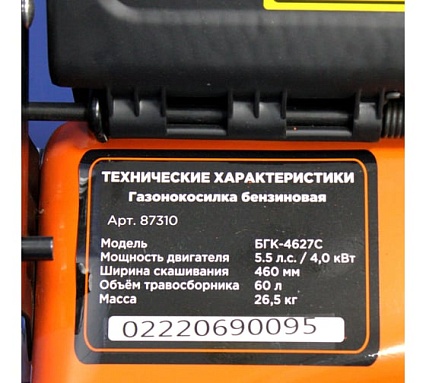 ТЕХНИЧЕСКИЕ ХАРАКТЕРИСТИКИ
Газонокосилка бензиновая
Арт. 87310
Модель БГК-4627С
Мощность двигателя 5.5 л.с. / 4,0 кВт
Ширина скашивания 460 мм
Объём травосборника 60 л
Масса 26,5 кг
02220690095